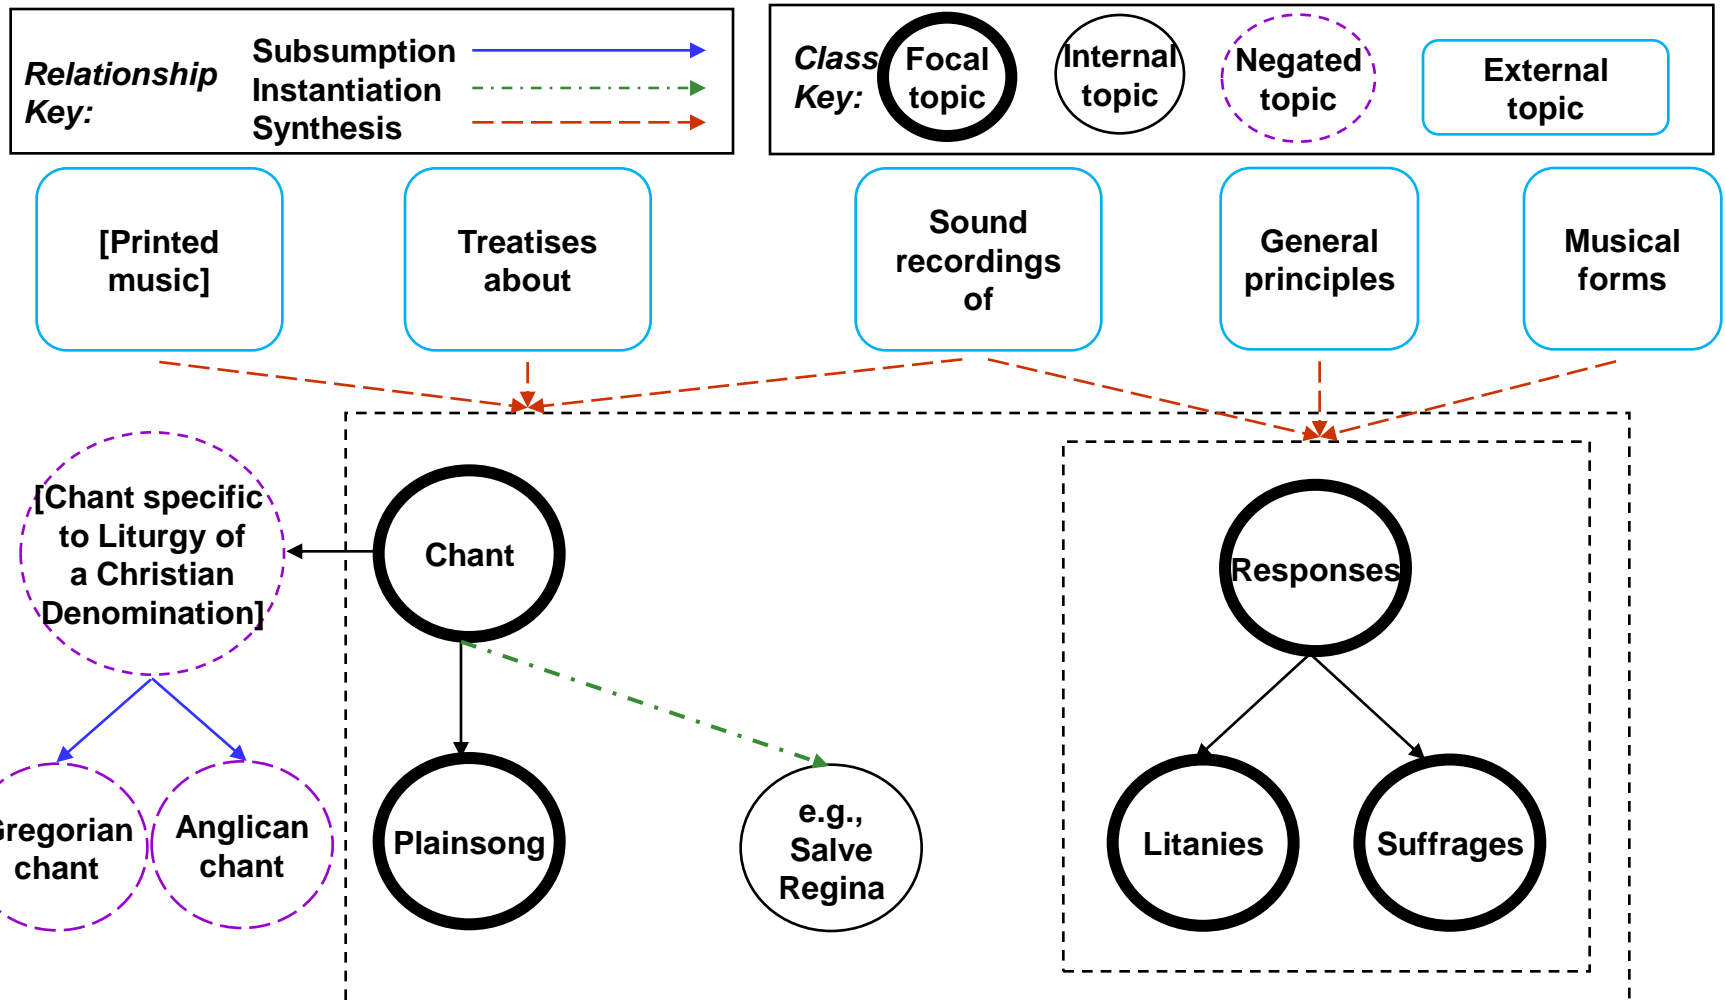 Relationship
Key:
Subsumption
Instantiation
Synthesis
Class
Key:
Focal
topic
Internal
topic
Negated
topic
External
topic
[Printed
music]
Treatises
about
Sound
recordings
of
General
principles
Musical
forms
[Chant specific
to Liturgy of
a Christian
Denomination]
Chant
Responses
Gregorian
chant
Anglican
chant
Plainsong
e.g.,
Salve
Regina
Litanies
Suffrages